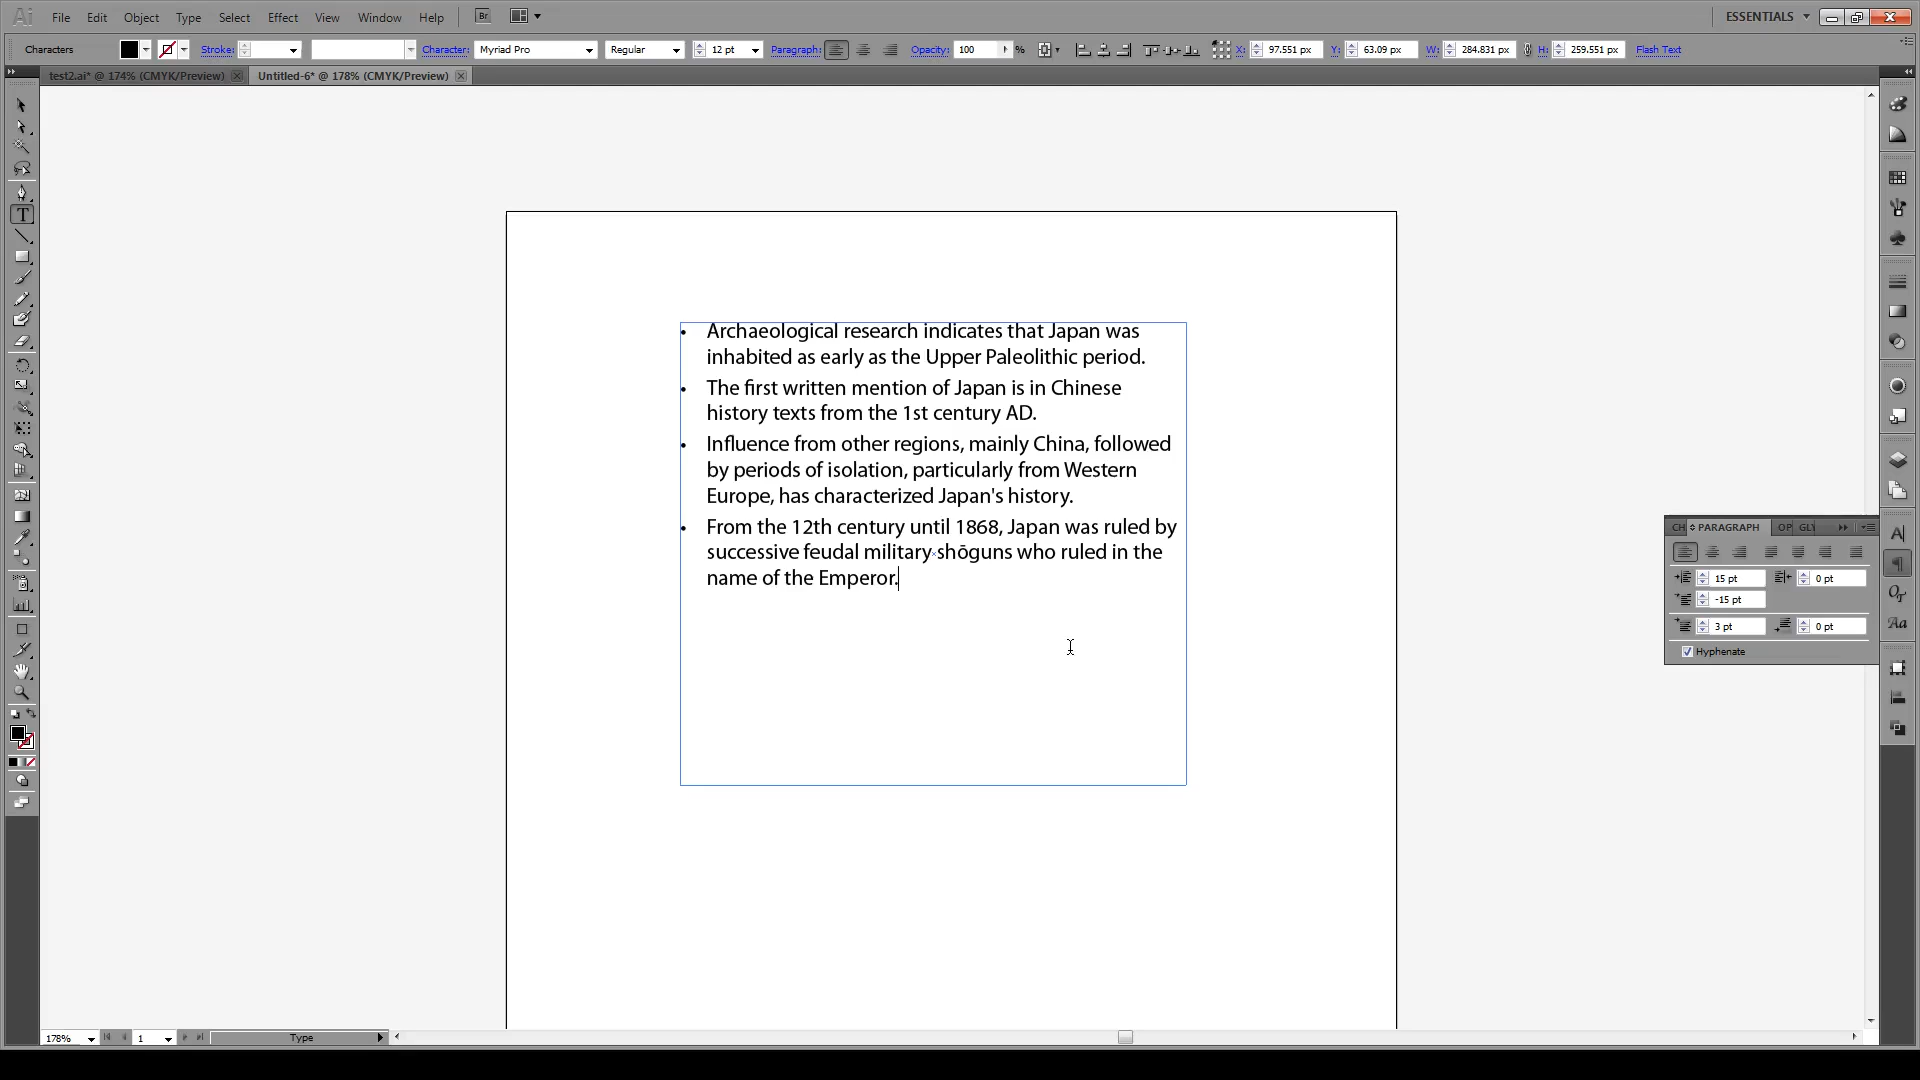 Ai File Edit Object Type Select Effect View Window Help Br ESSENTIALS
Characters Stroke: Character: Myriad Pro Regular 12 pt Paragraph: Opacity: 100 % X: 97.551 px Y: 63.09 px W: 284.831 px H: 259.551 px Flash Text
test2.ai* @ 174% (CMYK/Preview) Untitled-6* @ 178% (CMYK/Preview)
• Archaeological research indicates that Japan was
inhabited as early as the Upper Paleolithic period.
• The first written mention of Japan is in Chinese
history texts from the 1st century AD.
• Influence from other regions, mainly China, followed
by periods of isolation, particularly from Western
Europe, has characterized Japan's history.
• From the 12th century until 1868, Japan was ruled by
successive feudal military shōguns who ruled in the
name of the Emperor.
CH PARAGRAPH OP GLY
15 pt 0 pt
-15 pt
3 pt 0 pt
Hyphenate
178% 1 Type